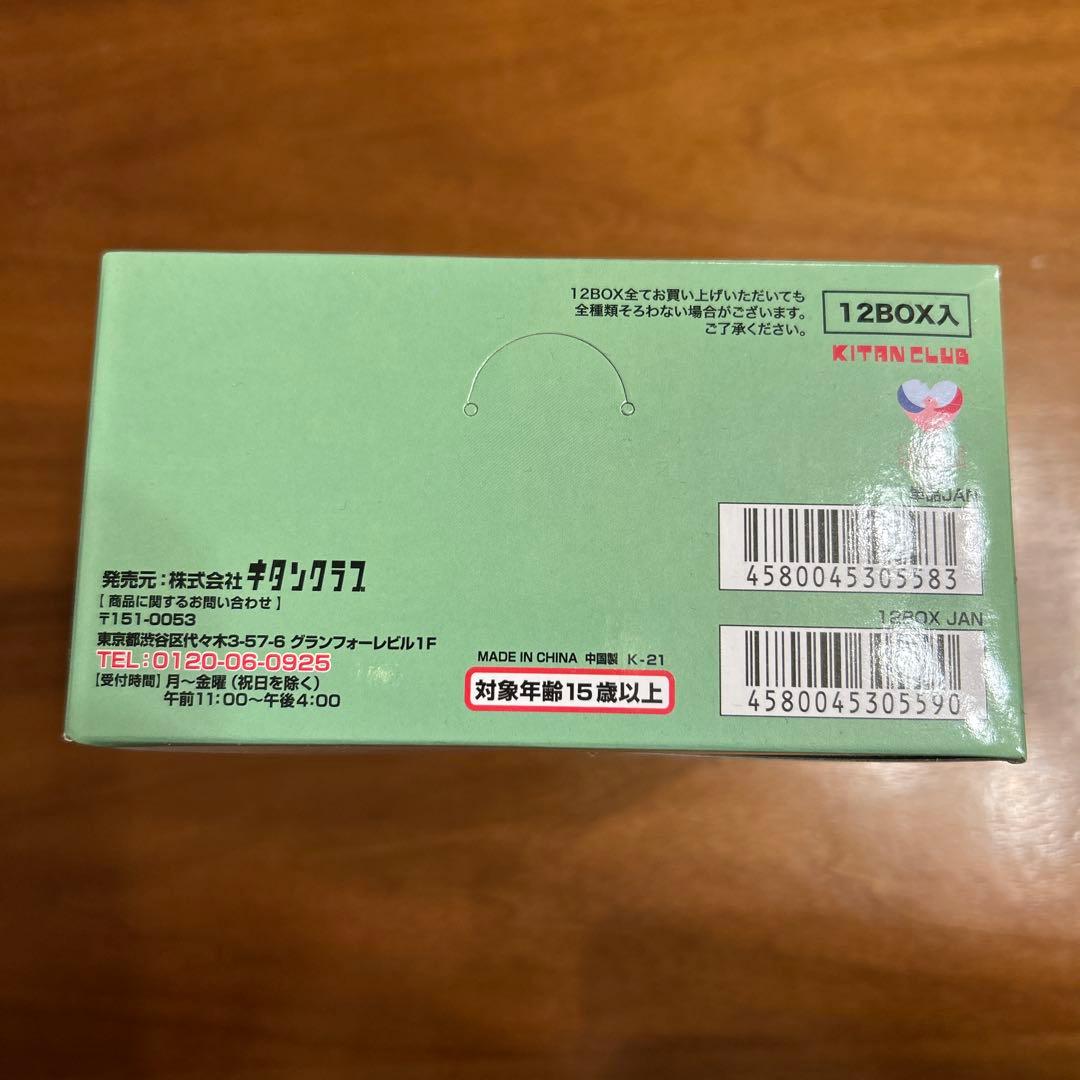 12BOX全てお買い上げいただいても
全種類そろわない場合がございます。
ご了承ください。
12BOX入
KITAN CLUB
単品JAN
4580045305583
12BOX JAN
4580045305590
発売元:株式会社キタンクラブ
【商品に関するお問い合わせ】
〒151-0053
東京都渋谷区代々木3-57-6 グランフォーレビル1F
TEL:0120-06-0925
【受付時間】月〜金曜(祝日を除く)
午前11:00〜午後4:00
MADE IN CHINA 中国製 K-21
対象年齢15歳以上